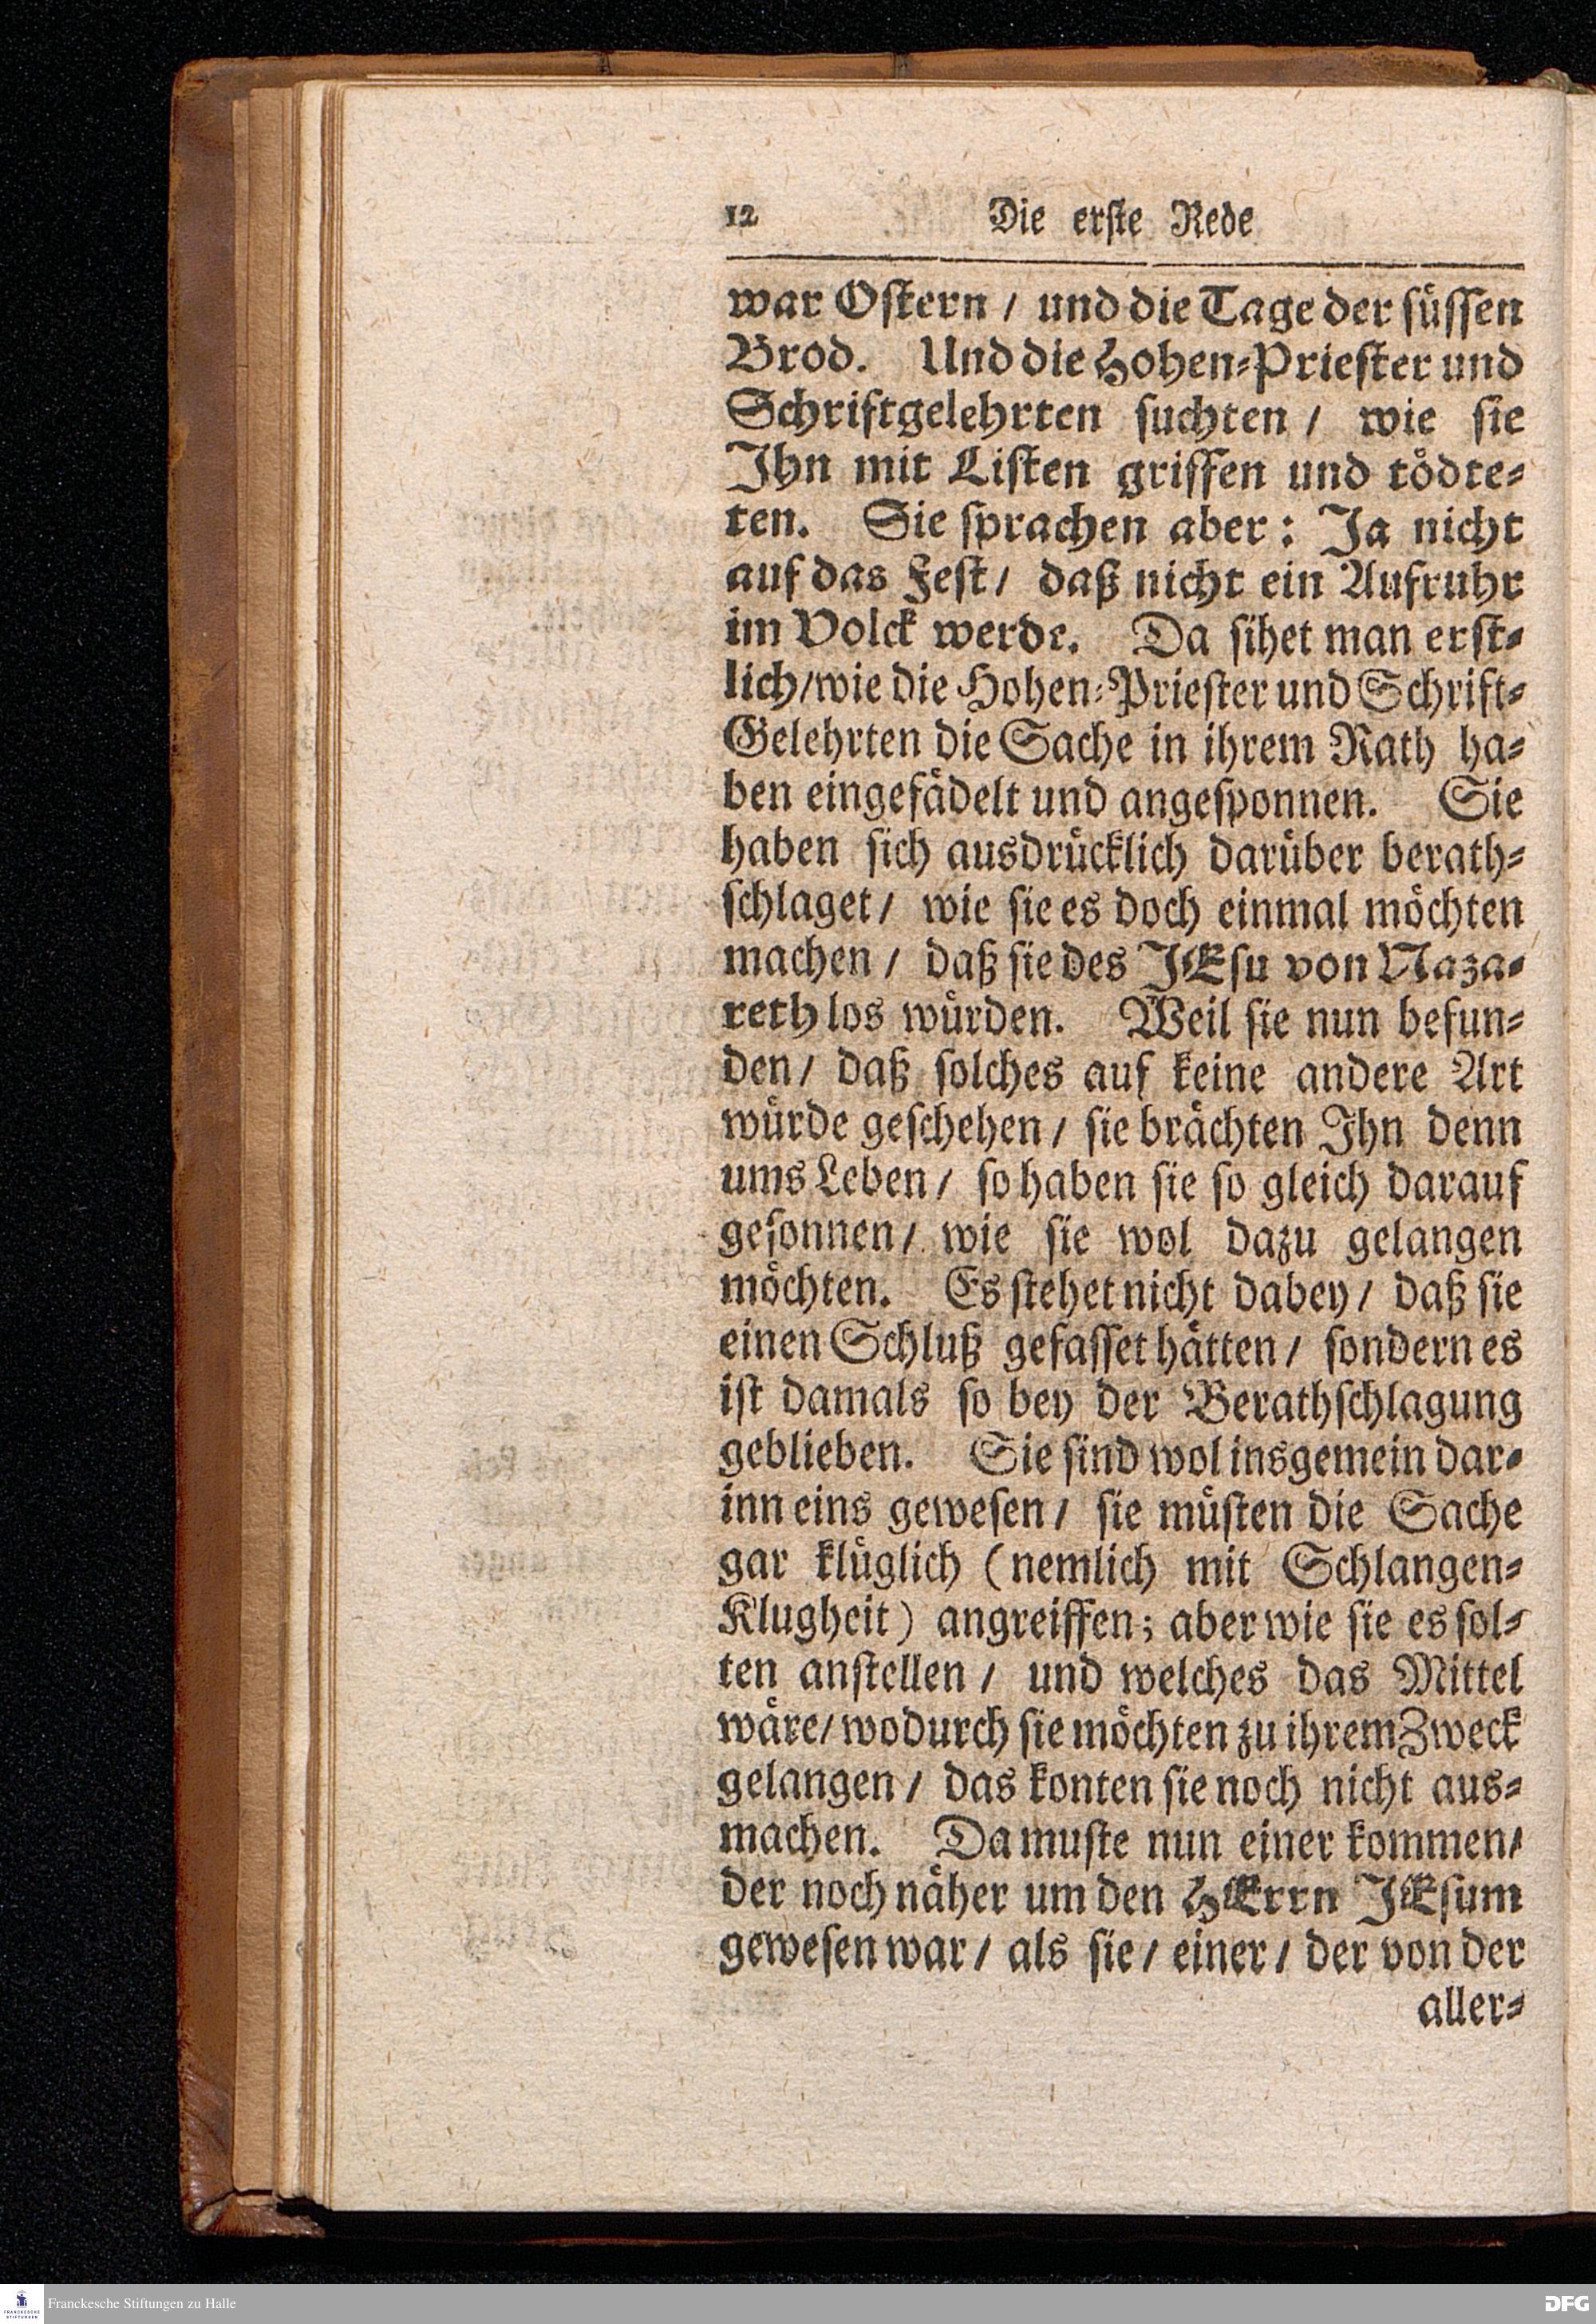 12 Die erste Rede
war Ostern / und die Tage der süssen
Brod. Und die Hohen-Priester und
Schriftgelehrten suchten / wie sie
Ihn mit Listen griffen und tödte-
ten. Sie sprachen aber: Ja nicht
auf das Fest / daß nicht ein Aufruhr
im Volck werde. Da sihet man erst-
lich / wie die Hohen-Priester und Schrift-
Gelehrten die Sache in ihrem Rath ha-
ben eingefädelt und angesponnen. Sie
haben sich ausdrücklich darüber berath-
schlaget / wie sie es doch einmal möchten
machen / daß sie des JEsu von Naza-
reth los würden. Weil sie nun befun-
den / daß solches auf keine andere Art
würde geschehen / sie brächten Ihn denn
ums Leben / so haben sie so gleich darauf
gesonnen / wie sie wol dazu gelangen
möchten. Es stehet nicht dabey / daß sie
einen Schluß gefasset hätten / sondern es
ist damals so bey der Berathschlagung
geblieben. Sie sind wol insgemein dar-
inn eins gewesen / sie müsten die Sache
gar klüglich (nemlich mit Schlangen-
Klugheit) angreiffen; aber wie sie es sol-
ten anstellen / und welches das Mittel
wäre / wodurch sie möchten zu ihrem Zweck
gelangen / das konten sie noch nicht aus-
machen. Da muste nun einer kommen /
der noch näher um den HErrn JEsum
gewesen war / als sie / einer / der von der
aller-
FRANCKESCHE STIFTUNGEN
Franckesche Stiftungen zu Halle
DFG